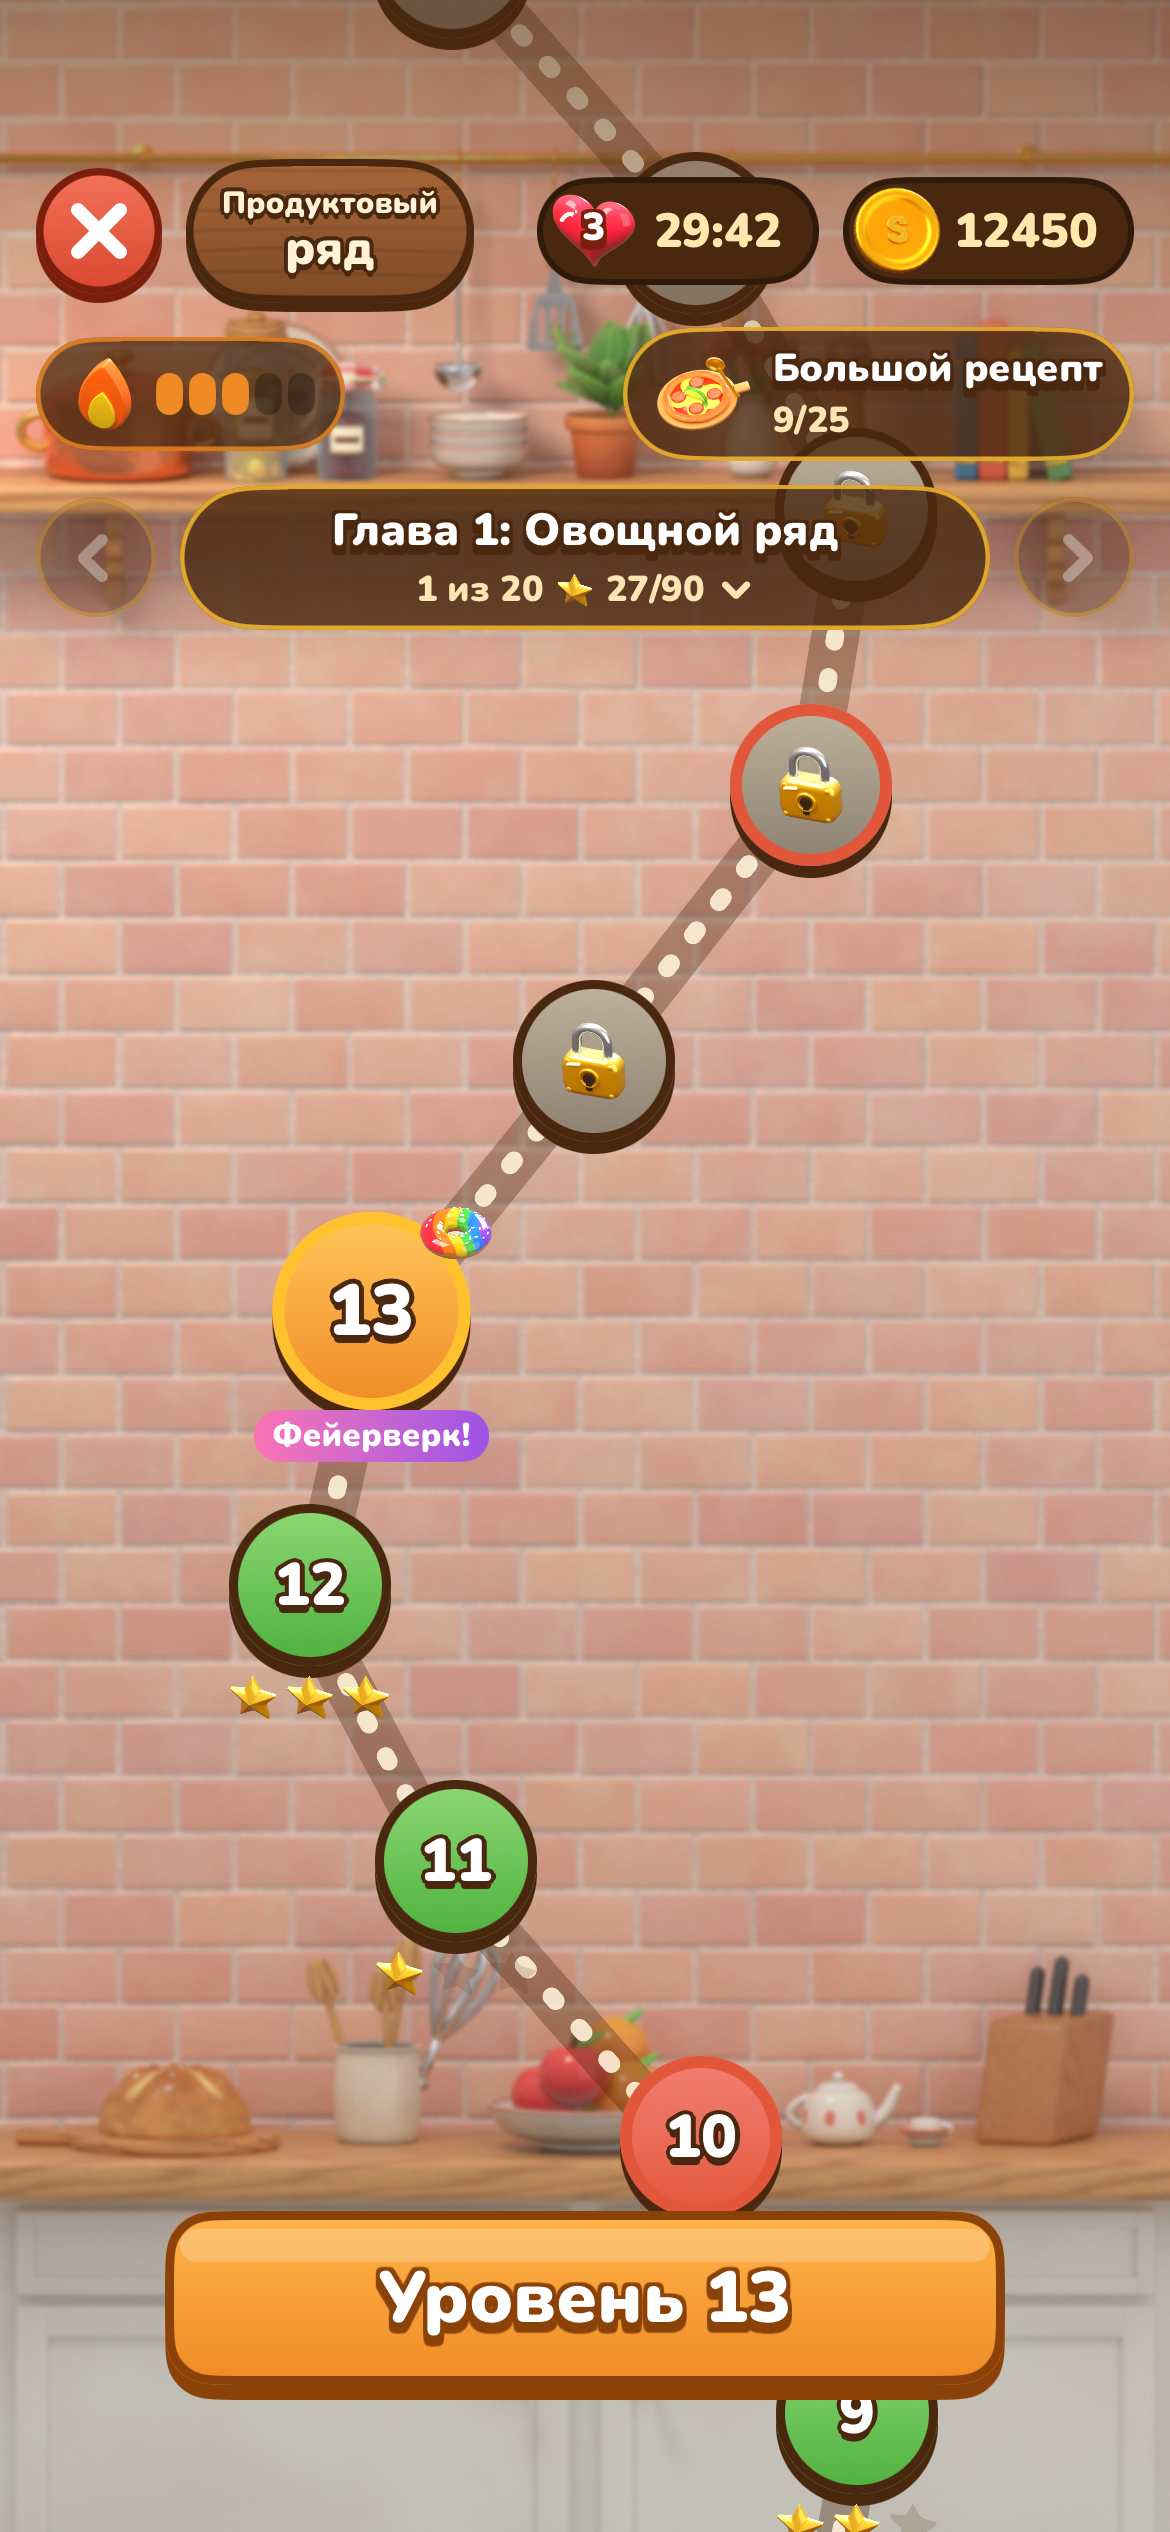 Продуктовый
ряд
3
29:42
12450
Большой рецепт
9/25
Глава 1: Овощной ряд
1 из 20 27/90
13
Фейерверк!
12
11
10
Уровень 13
9